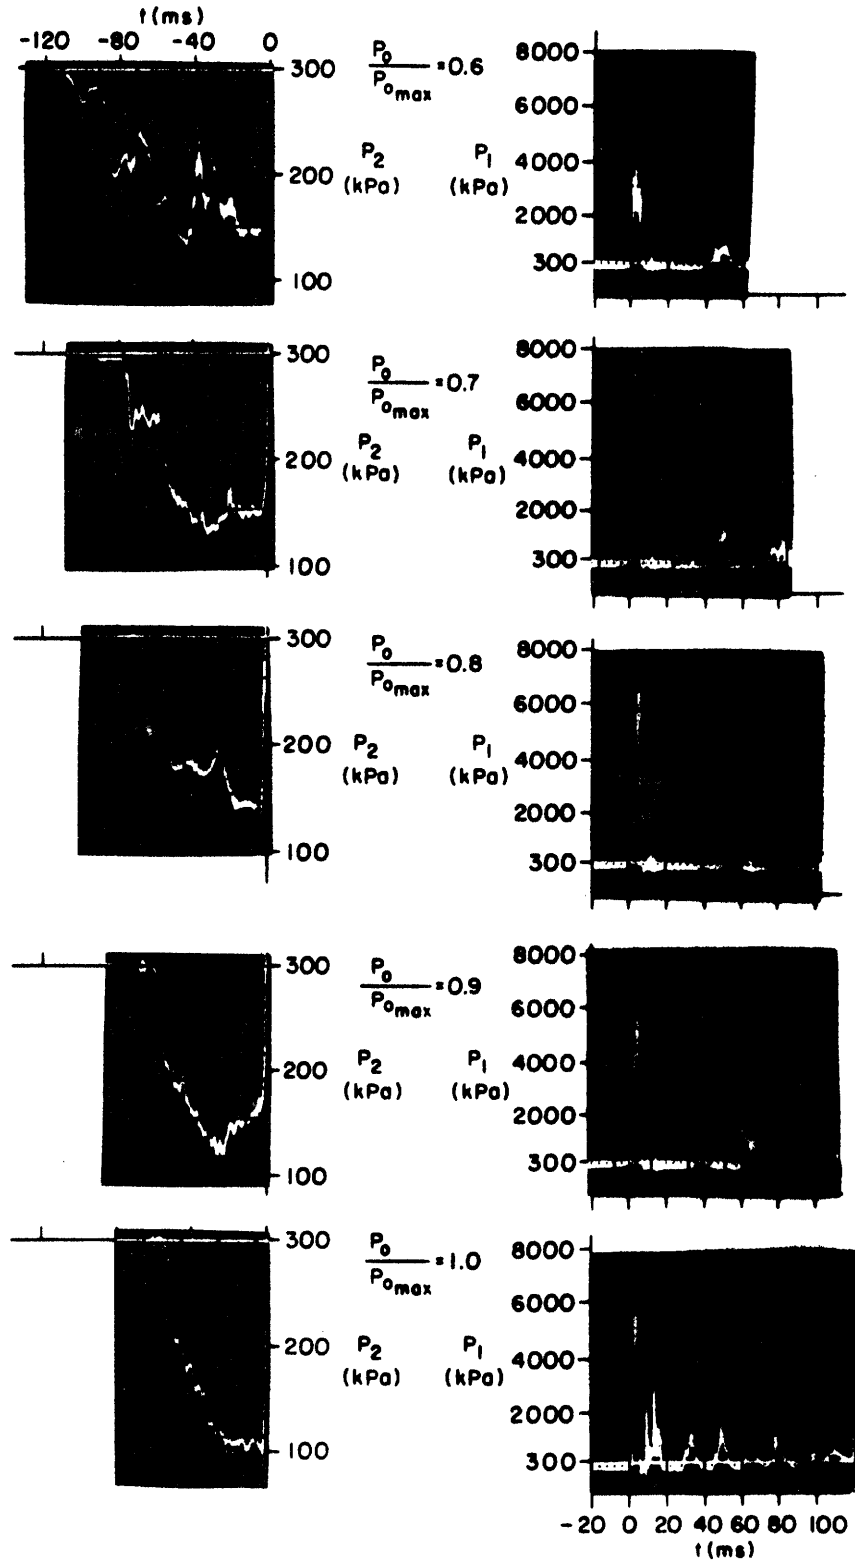 t(ms)
-120 -80 -40 0
300
200
100
P0/P0max = 0.6
P2
(kPa)
P1
(kPa)
8000
6000
4000
2000
300
300
200
100
P0/P0max = 0.7
P2
(kPa)
P1
(kPa)
8000
6000
4000
2000
300
300
200
100
P0/P0max = 0.8
P2
(kPa)
P1
(kPa)
8000
6000
4000
2000
300
300
200
100
P0/P0max = 0.9
P2
(kPa)
P1
(kPa)
8000
6000
4000
2000
300
300
200
100
P0/P0max = 1.0
P2
(kPa)
P1
(kPa)
8000
6000
4000
2000
300
-20 0 20 40 60 80 100
t(ms)